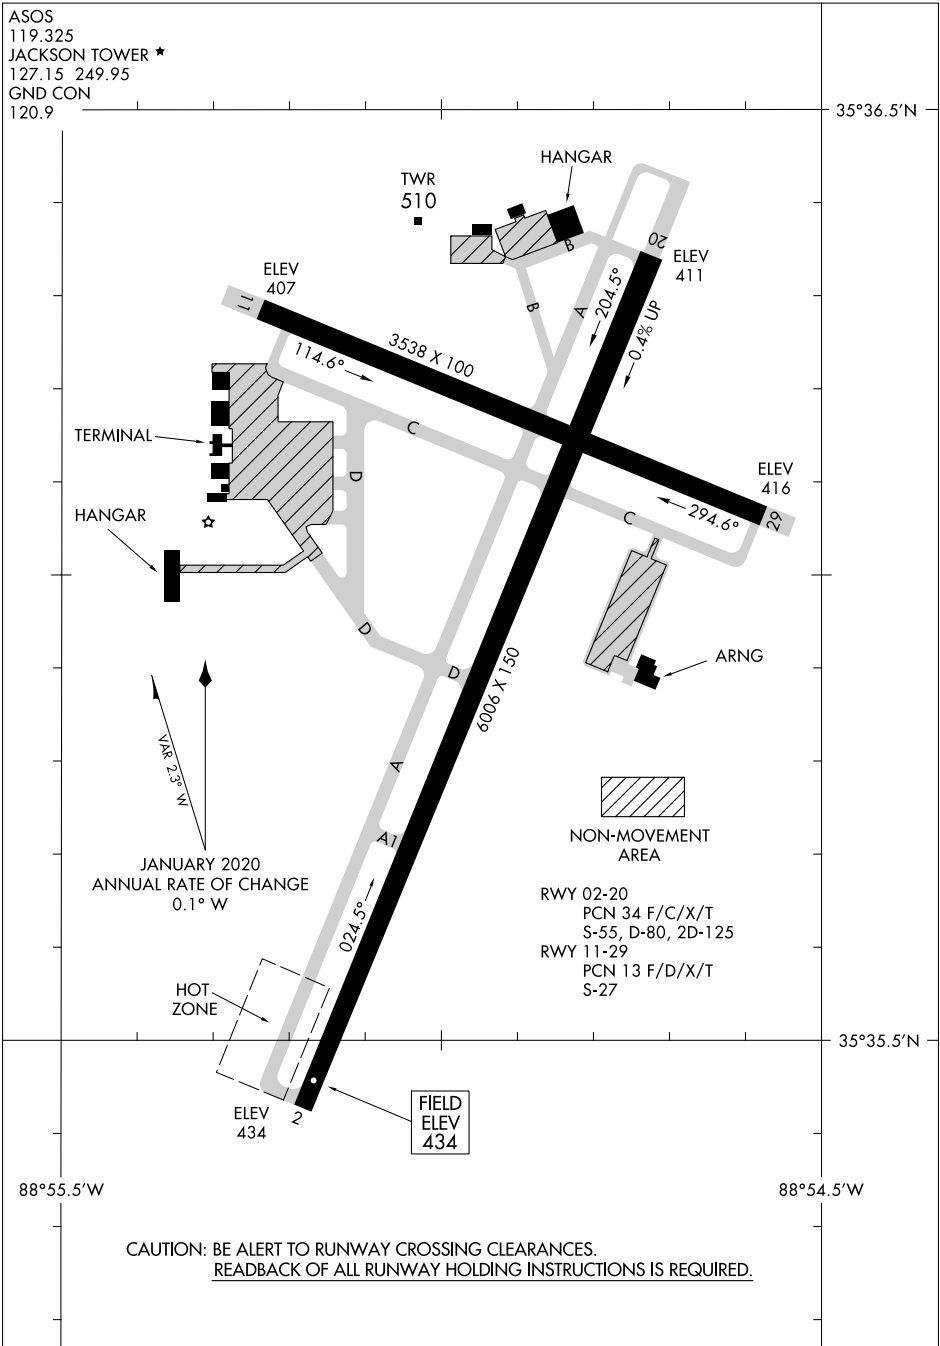 ASOS
119.325
JACKSON TOWER ★
127.15 249.95
GND CON
120.9
35°36.5'N
HANGAR
TWR
510
20
ELEV
411
B
ELEV
407
11
B
A
204.5°
0.4% UP
3538 X 100
114.6°
C
TERMINAL
D
ELEV
416
HANGAR
C
294.6°
29
D
D
6006 X 150
ARNG
VAR 2.3° W
A
A1
NON-MOVEMENT
AREA
JANUARY 2020
ANNUAL RATE OF CHANGE
0.1° W
RWY 02-20
PCN 34 F/C/X/T
S-55, D-80, 2D-125
RWY 11-29
PCN 13 F/D/X/T
S-27
024.5°
HOT
ZONE
35°35.5'N
ELEV
434
2
FIELD
ELEV
434
88°55.5'W
88°54.5'W
CAUTION: BE ALERT TO RUNWAY CROSSING CLEARANCES.
READBACK OF ALL RUNWAY HOLDING INSTRUCTIONS IS REQUIRED.